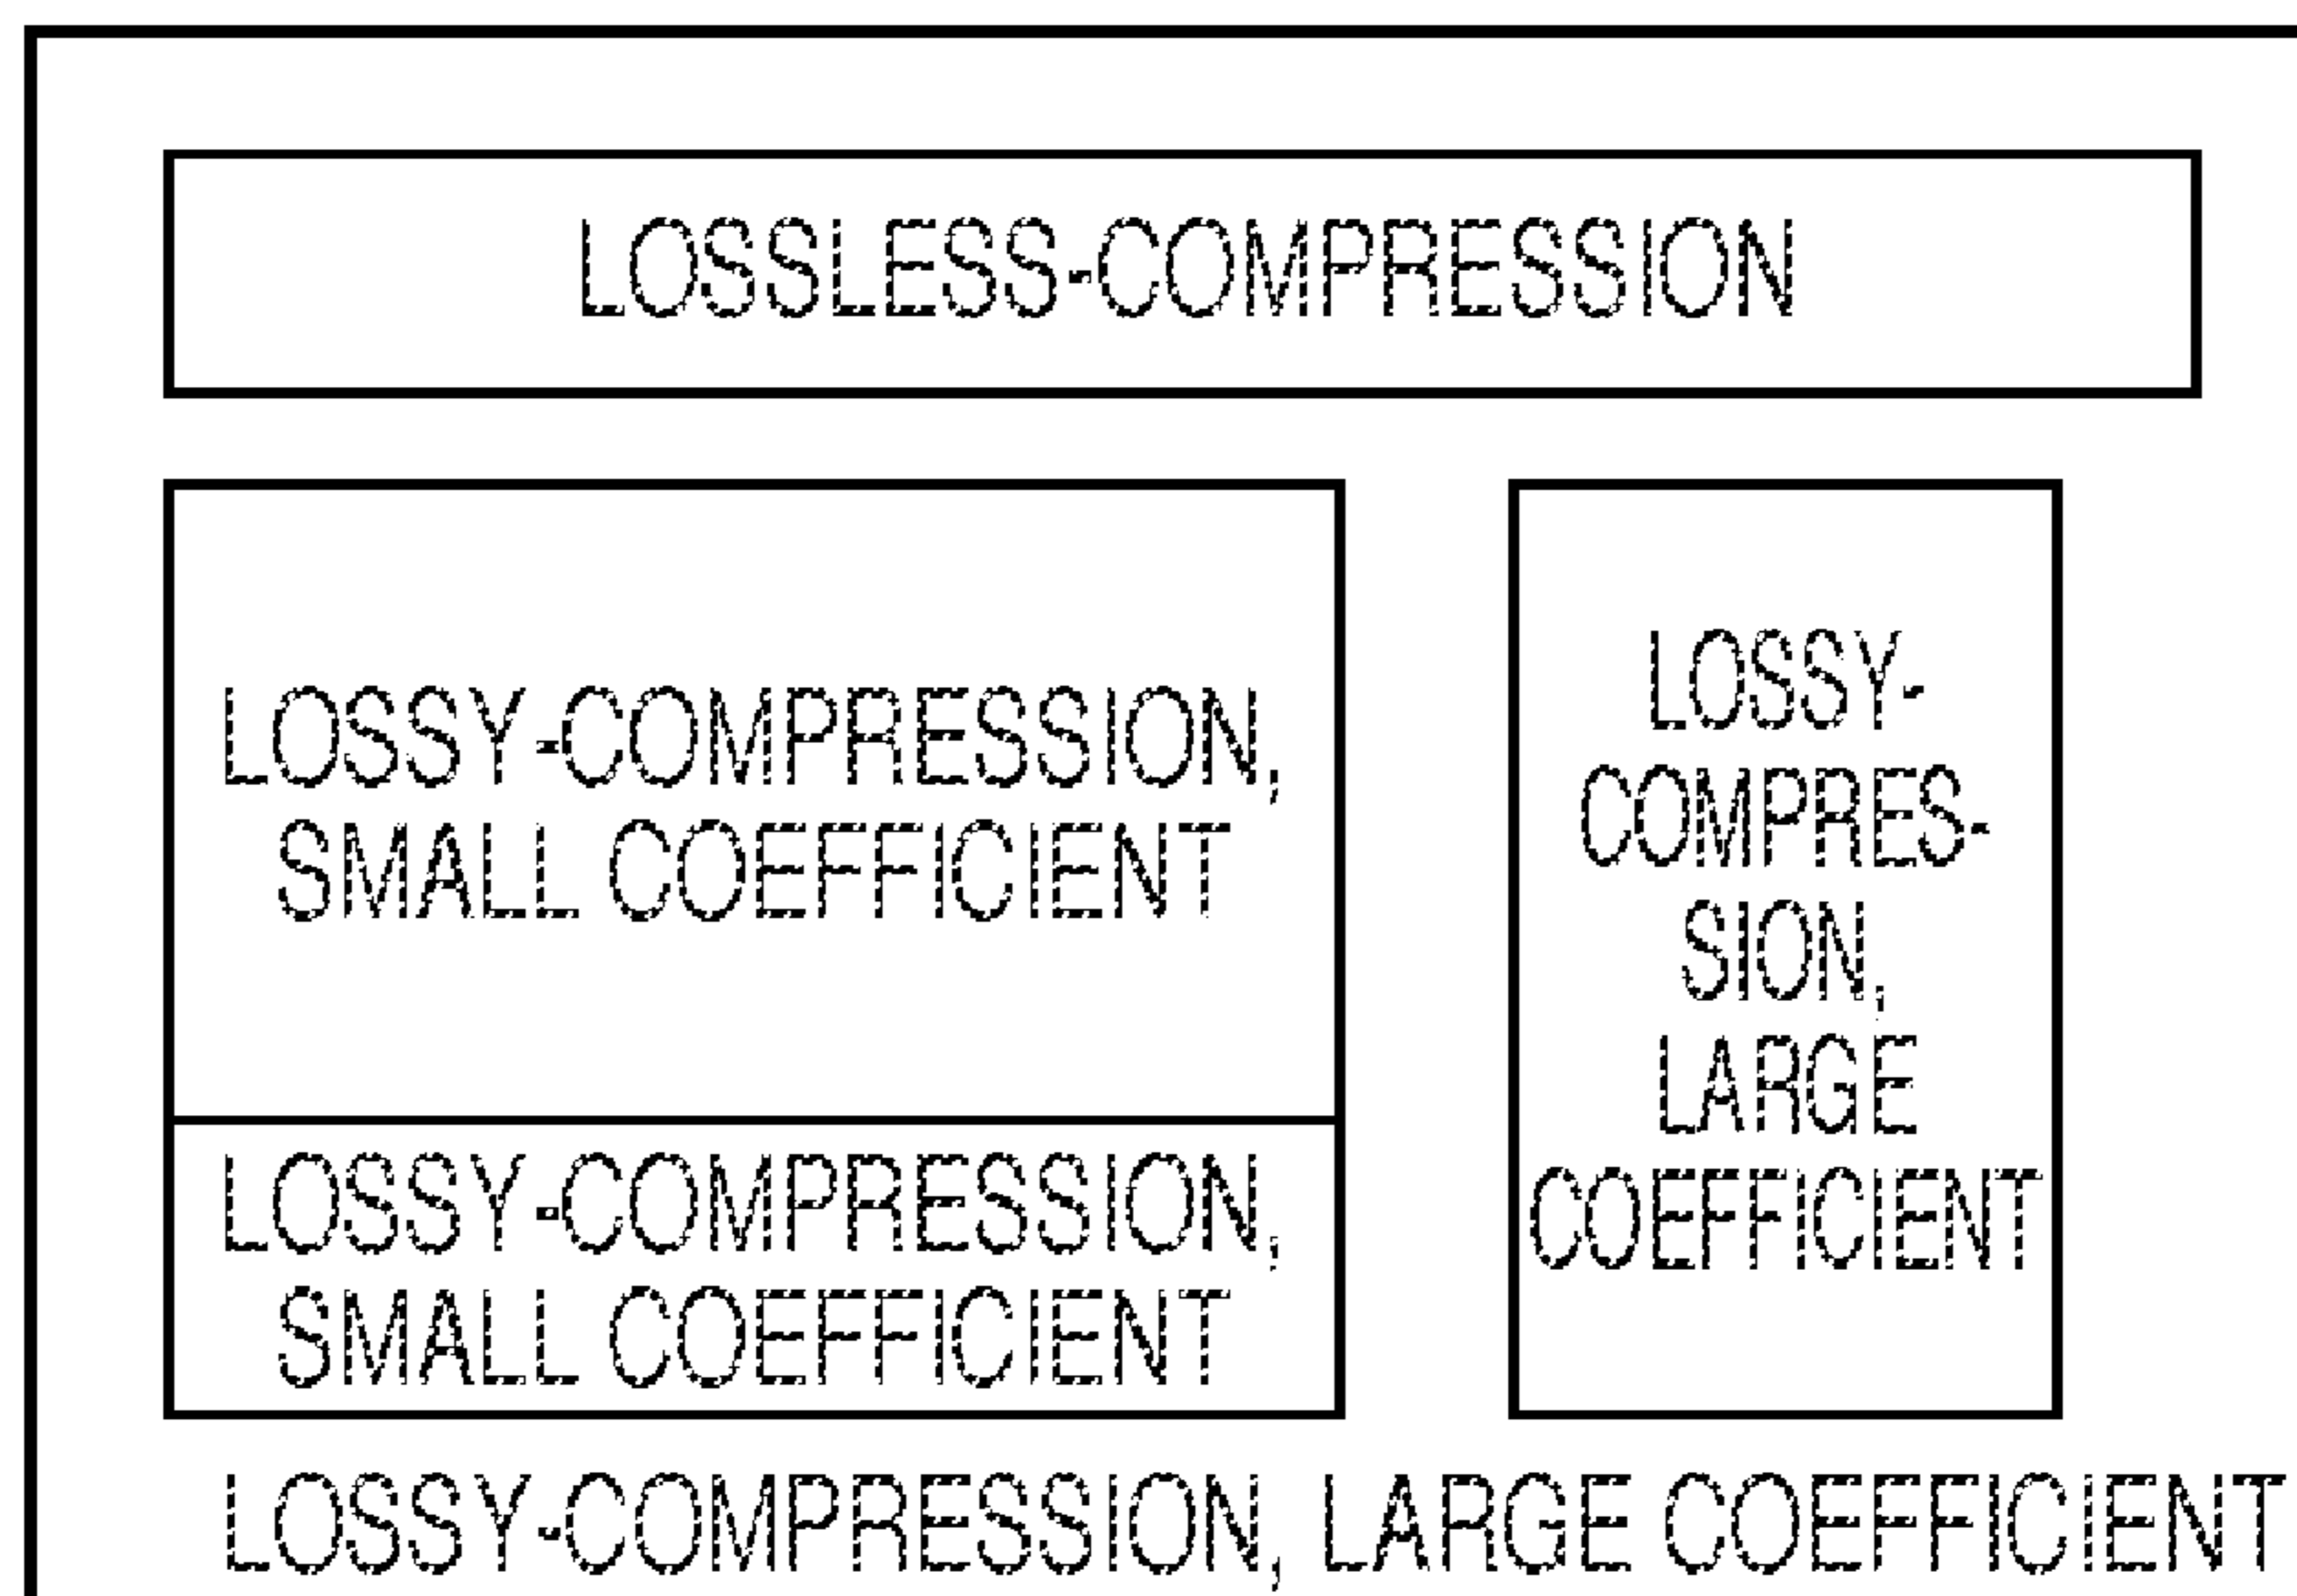 LOSSLESS-COMPRESSION
LOSSY-COMPRESSION,
SMALL COEFFICIENT
LOSSY-COMPRESSION,
SMALL COEFFICIENT
LOSSY-
COMPRES-
SION,
LARGE
COEFFICIENT
LOSSY-COMPRESSION, LARGE COEFFICIENT